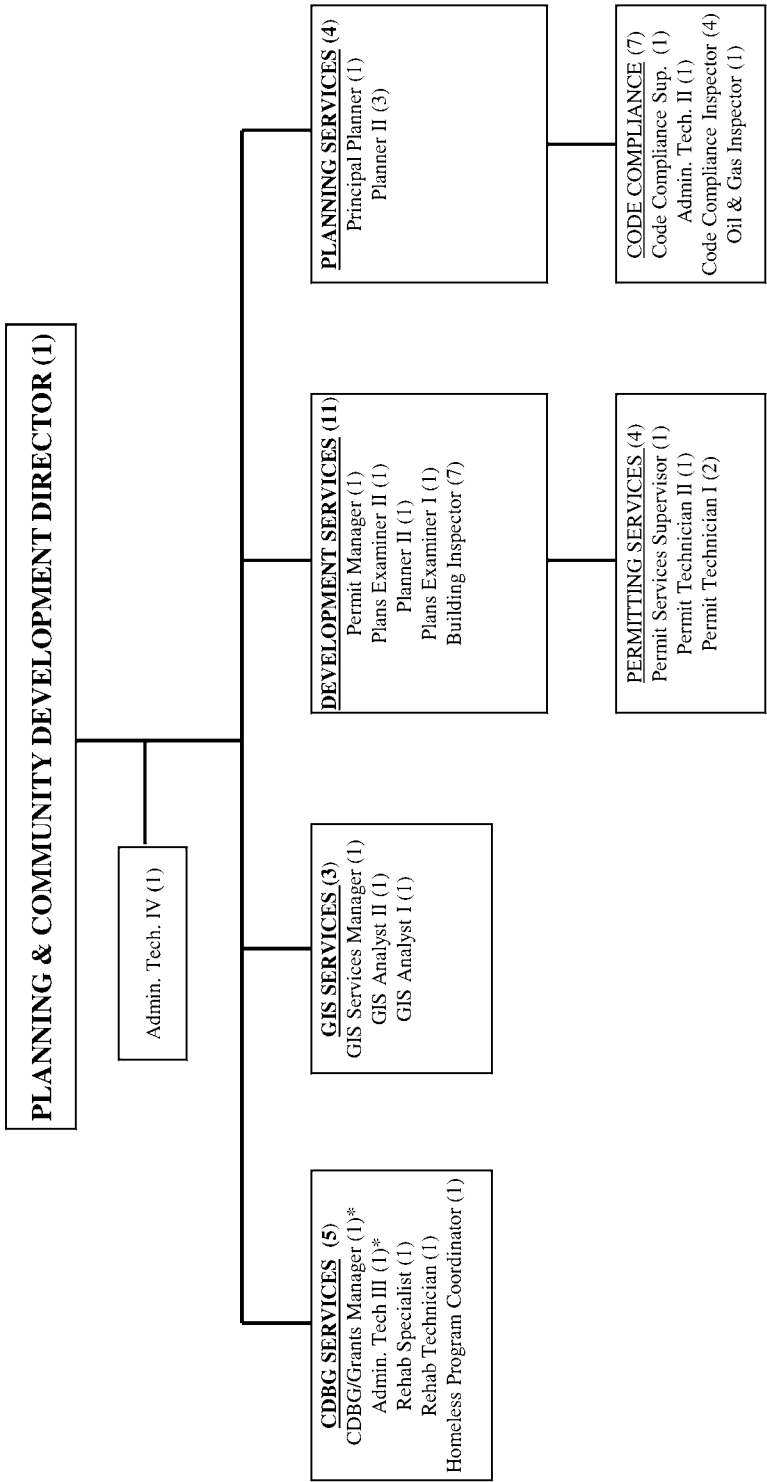 PLANNING & COMMUNITY DEVELOPMENT DIRECTOR (1)
Admin. Tech. IV (1)
CDBG SERVICES (5)
CDBG/Grants Manager (1)*
Admin. Tech III (1)*
Rehab Specialist (1)
Rehab Technician (1)
Homeless Program Coordinator (1)
GIS SERVICES (3)
GIS Services Manager (1)
GIS Analyst II (1)
GIS Analyst I (1)
DEVELOPMENT SERVICES (11)
Permit Manager (1)
Plans Examiner II (1)
Planner II (1)
Plans Examiner I (1)
Building Inspector (7)
PLANNING SERVICES (4)
Principal Planner (1)
Planner II (3)
PERMITTING SERVICES (4)
Permit Services Supervisor (1)
Permit Technician II (1)
Permit Technician I (2)
CODE COMPLIANCE (7)
Code Compliance Sup. (1)
Admin. Tech. II (1)
Code Compliance Inspector (4)
Oil & Gas Inspector (1)